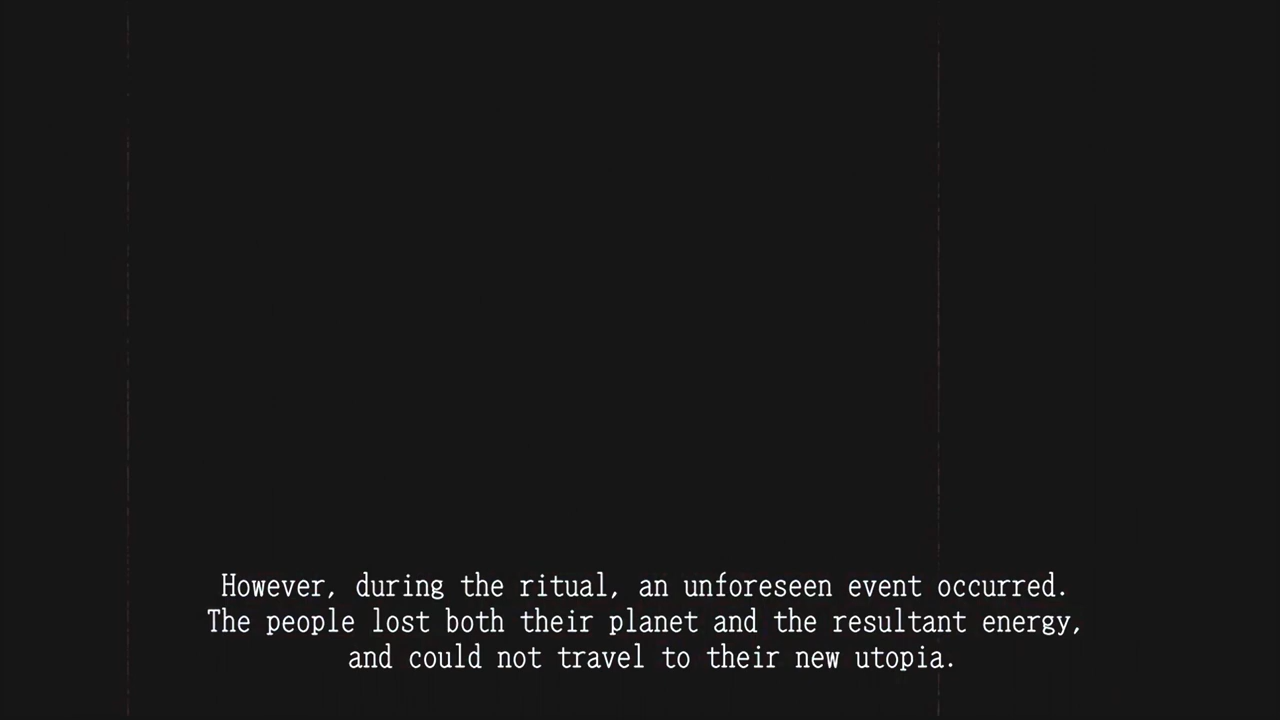 However, during the ritual, an unforeseen event occurred.
The people lost both their planet and the resultant energy,
and could not travel to their new utopia.